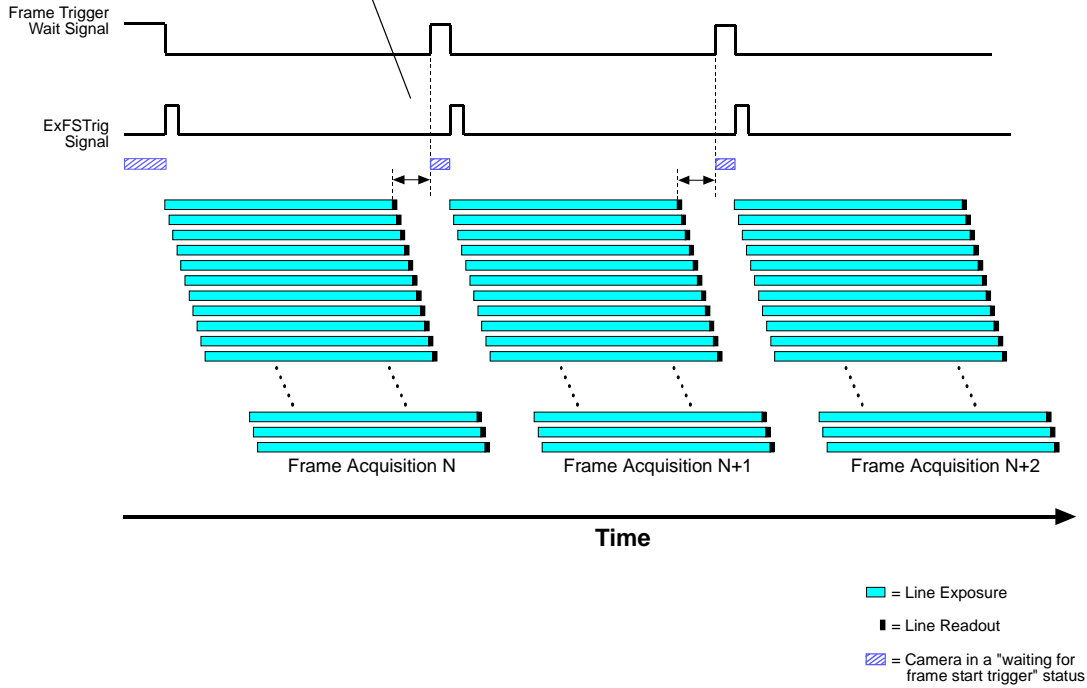 Frame Trigger
Wait Signal
ExFSTrig
Signal
Frame Acquisition N
Frame Acquisition N+1
Frame Acquisition N+2
Time
= Line Exposure
= Line Readout
= Camera in a "waiting for
frame start trigger" status